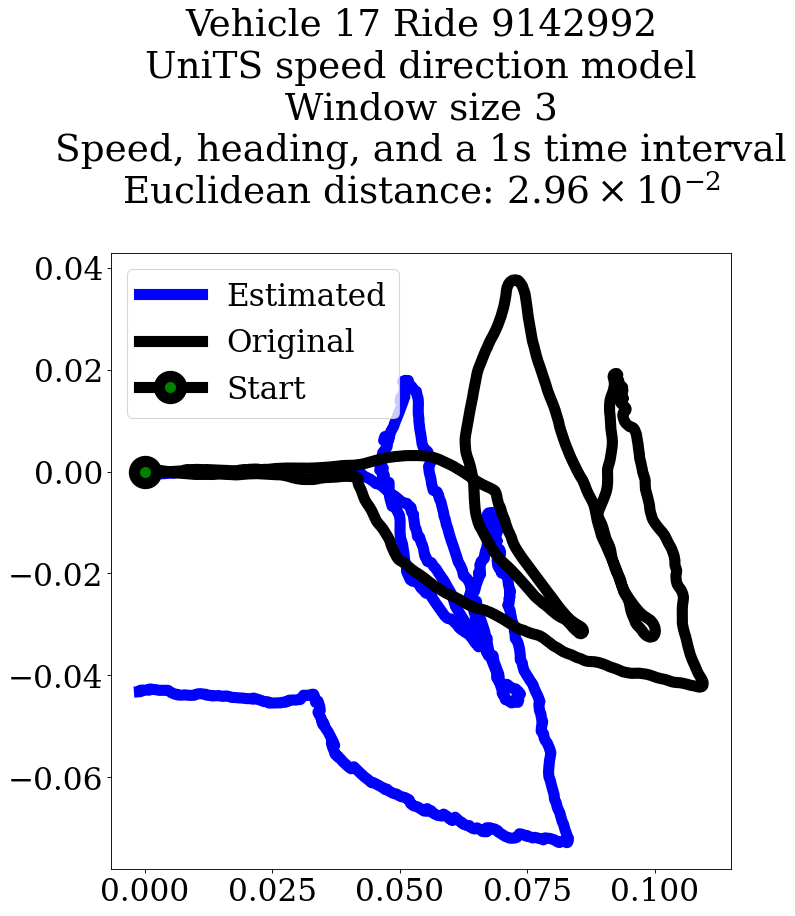 Vehicle 17 Ride 9142992
UniTS speed direction model
Window size 3
Speed, heading, and a 1s time interval
Euclidean distance: 2.96 × 10⁻²
Estimated
Original
Start
0.04
0.02
0.00
−0.02
−0.04
−0.06
0.000 0.025 0.050 0.075 0.100